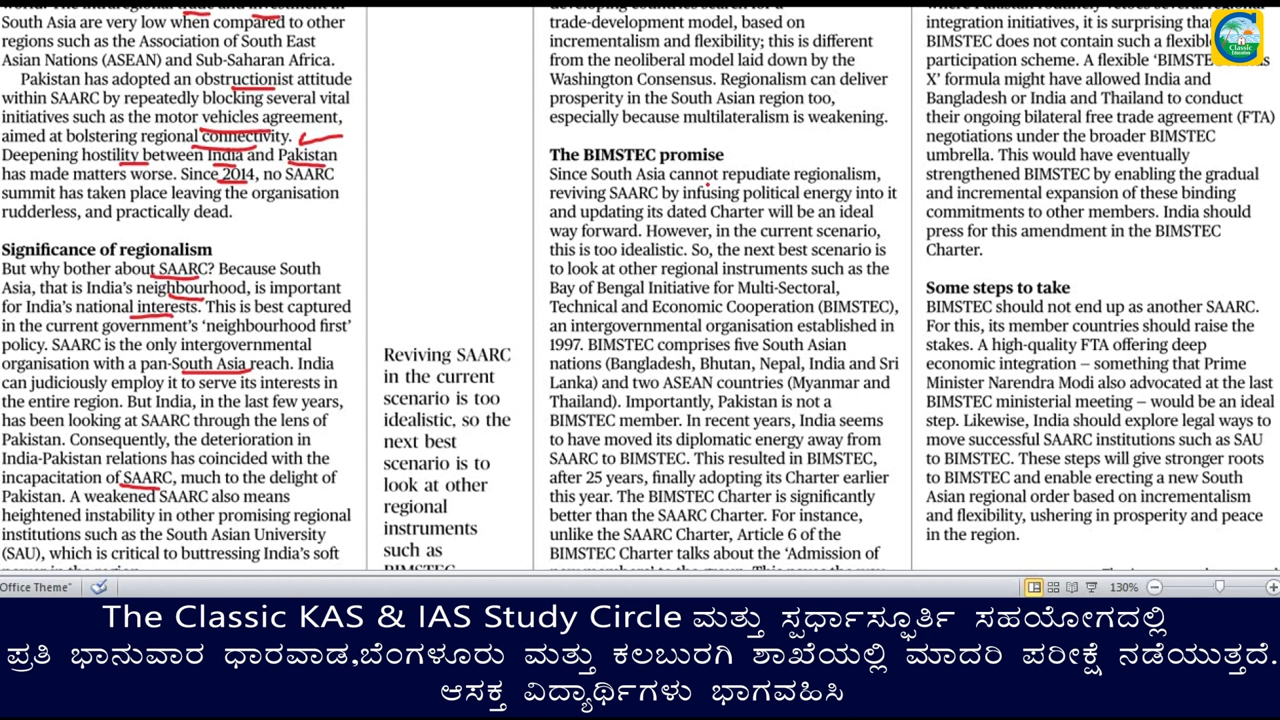 South Asia are very low when compared to other
regions such as the Association of South East
Asian Nations (ASEAN) and Sub-Saharan Africa.
Pakistan has adopted an obstructionist attitude
within SAARC by repeatedly blocking several vital
initiatives such as the motor vehicles agreement,
aimed at bolstering regional connectivity.
Deepening hostility between India and Pakistan
has made matters worse. Since 2014, no SAARC
summit has taken place leaving the organisation
rudderless, and practically dead.
Significance of regionalism
But why bother about SAARC? Because South
Asia, that is India's neighbourhood, is important
for India's national interests. This is best captured
in the current government's 'neighbourhood first'
policy. SAARC is the only intergovernmental
organisation with a pan-South Asia reach. India
can judiciously employ it to serve its interests in
the entire region. But India, in the last few years,
has been looking at SAARC through the lens of
Pakistan. Consequently, the deterioration in
India-Pakistan relations has coincided with the
incapacitation of SAARC, much to the delight of
Pakistan. A weakened SAARC also means
heightened instability in other promising regional
institutions such as the South Asian University
(SAU), which is critical to buttressing India's soft
Reviving SAARC
in the current
scenario is too
idealistic, so the
next best
scenario is to
look at other
regional
instruments
such as
BIMSTEC
trade-development model, based on
incrementalism and flexibility; this is different
from the neoliberal model laid down by the
Washington Consensus. Regionalism can deliver
prosperity in the South Asian region too,
especially because multilateralism is weakening.
The BIMSTEC promise
Since South Asia cannot repudiate regionalism,
reviving SAARC by infusing political energy into it
and updating its dated Charter will be an ideal
way forward. However, in the current scenario,
this is too idealistic. So, the next best scenario is
to look at other regional instruments such as the
Bay of Bengal Initiative for Multi-Sectoral,
Technical and Economic Cooperation (BIMSTEC),
an intergovernmental organisation established in
1997. BIMSTEC comprises five South Asian
nations (Bangladesh, Bhutan, Nepal, India and Sri
Lanka) and two ASEAN countries (Myanmar and
Thailand). Importantly, Pakistan is not a
BIMSTEC member. In recent years, India seems
to have moved its diplomatic energy away from
SAARC to BIMSTEC. This resulted in BIMSTEC,
after 25 years, finally adopting its Charter earlier
this year. The BIMSTEC Charter is significantly
better than the SAARC Charter. For instance,
unlike the SAARC Charter, Article 6 of the
BIMSTEC Charter talks about the 'Admission of
integration initiatives, it is surprising tha
BIMSTEC does not contain such a flexibl
participation scheme. A flexible 'BIMSTE
X' formula might have allowed India and
Bangladesh or India and Thailand to conduct
their ongoing bilateral free trade agreement (FTA)
negotiations under the broader BIMSTEC
umbrella. This would have eventually
strengthened BIMSTEC by enabling the gradual
and incremental expansion of these binding
commitments to other members. India should
press for this amendment in the BIMSTEC
Charter.
Some steps to take
BIMSTEC should not end up as another SAARC.
For this, its member countries should raise the
stakes. A high-quality FTA offering deep
economic integration — something that Prime
Minister Narendra Modi also advocated at the last
BIMSTEC ministerial meeting — would be an ideal
step. Likewise, India should explore legal ways to
move successful SAARC institutions such as SAU
to BIMSTEC. These steps will give stronger roots
to BIMSTEC and enable erecting a new South
Asian regional order based on incrementalism
and flexibility, ushering in prosperity and peace
in the region.
Classic
Office Theme"
130%
The Classic KAS & IAS Study Circle ಮತ್ತು ಸ್ಪರ್ಧಾಸ್ಫೂರ್ತಿ ಸಹಯೋಗದಲ್ಲಿ
ಪ್ರತಿ ಭಾನುವಾರ ಧಾರವಾಡ,ಬೆಂಗಳೂರು ಮತ್ತು ಕಲಬುರಗಿ ಶಾಖೆಯಲ್ಲಿ ಮಾದರಿ ಪರೀಕ್ಷೆ ನಡೆಯುತ್ತದೆ.
ಆಸಕ್ತ ವಿದ್ಯಾರ್ಥಿಗಳು ಭಾಗವಹಿಸಿ